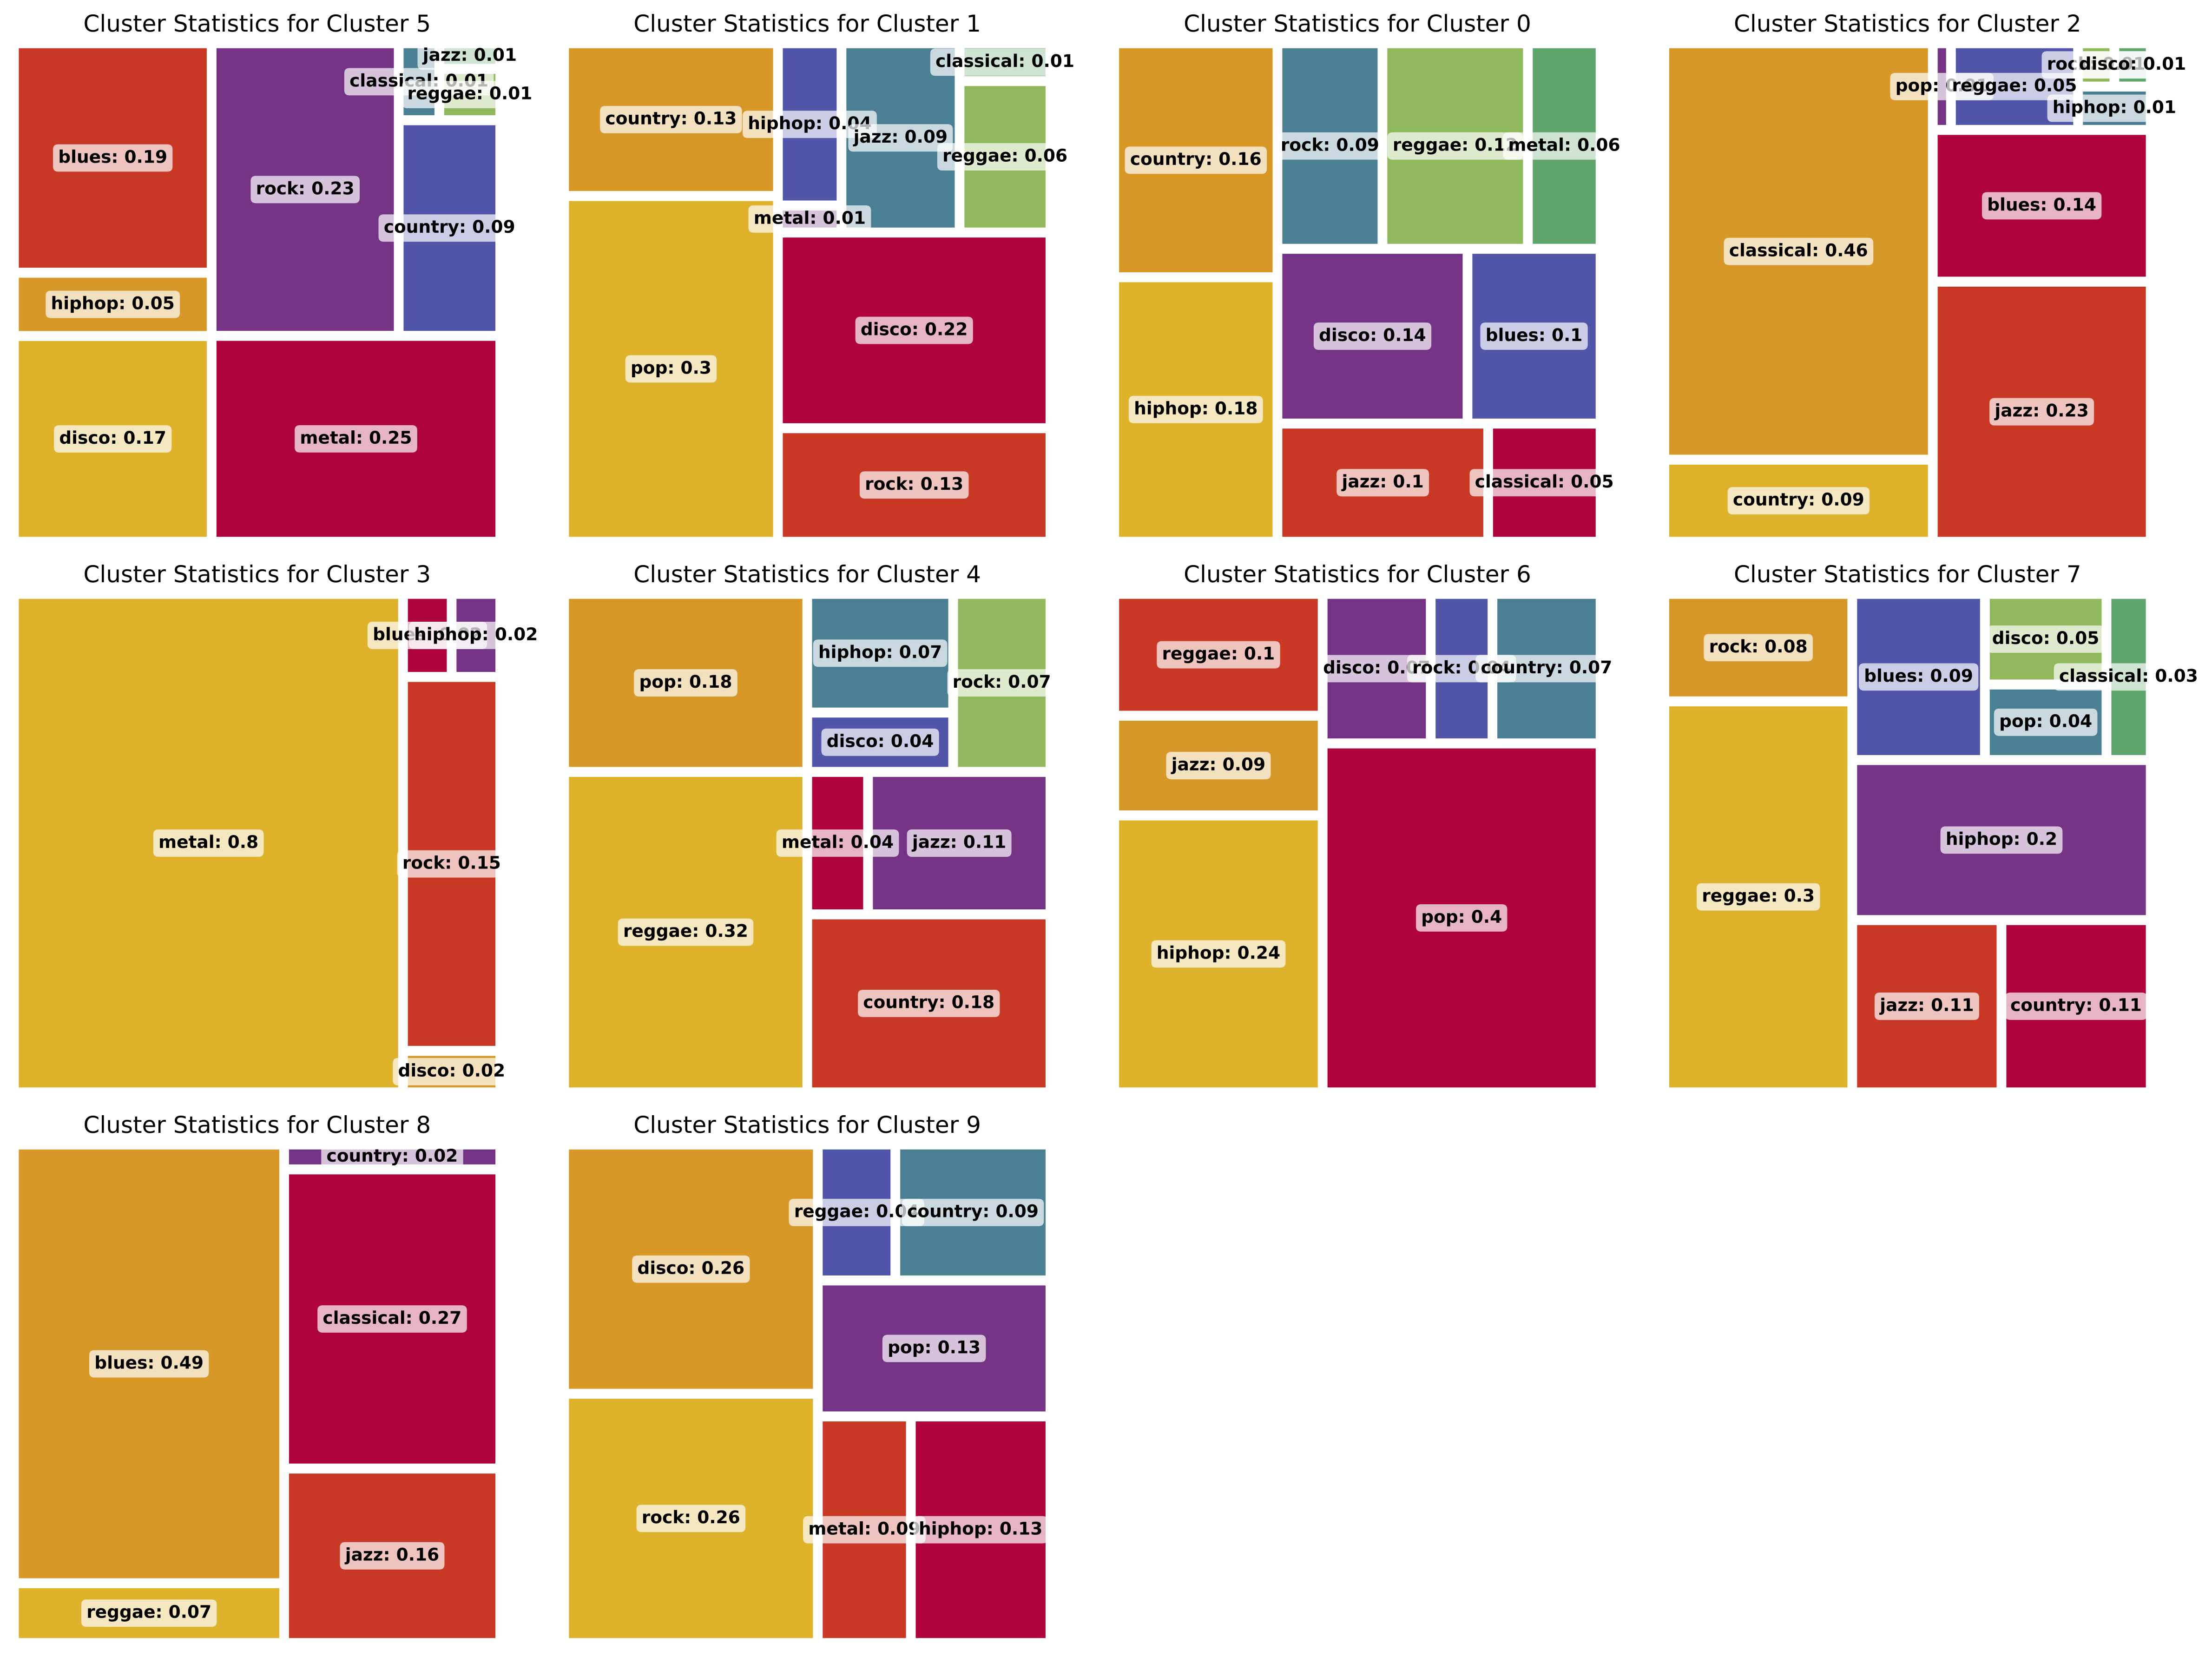 Cluster Statistics for Cluster 5
jazz: 0.01
classical: 0.01
reggae: 0.01
blues: 0.19
rock: 0.23
country: 0.09
hiphop: 0.05
disco: 0.17
metal: 0.25
Cluster Statistics for Cluster 1
classical: 0.01
country: 0.13
hiphop: 0.04
jazz: 0.09
reggae: 0.06
metal: 0.01
disco: 0.22
pop: 0.3
rock: 0.13
Cluster Statistics for Cluster 0
country: 0.16
rock: 0.09
reggae:
metal: 0.06
disco: 0.14
blues: 0.1
hiphop: 0.18
jazz: 0.1
classical: 0.05
Cluster Statistics for Cluster 2
disco: 0.01
pop:
reggae: 0.05
hiphop: 0.01
blues: 0.14
classical: 0.46
jazz: 0.23
country: 0.09
Cluster Statistics for Cluster 3
hiphop: 0.02
metal: 0.8
rock: 0.15
disco: 0.02
Cluster Statistics for Cluster 4
pop: 0.18
hiphop: 0.07
rock: 0.07
disco: 0.04
metal: 0.04
jazz: 0.11
reggae: 0.32
country: 0.18
Cluster Statistics for Cluster 6
reggae: 0.1
disco:
rock:
country: 0.07
jazz: 0.09
pop: 0.4
hiphop: 0.24
Cluster Statistics for Cluster 7
rock: 0.08
disco: 0.05
blues: 0.09
classical: 0.03
pop: 0.04
hiphop: 0.2
reggae: 0.3
jazz: 0.11
country: 0.11
Cluster Statistics for Cluster 8
country: 0.02
classical: 0.27
blues: 0.49
jazz: 0.16
reggae: 0.07
Cluster Statistics for Cluster 9
reggae:
country: 0.09
disco: 0.26
pop: 0.13
rock: 0.26
metal: 0.09
hiphop: 0.13